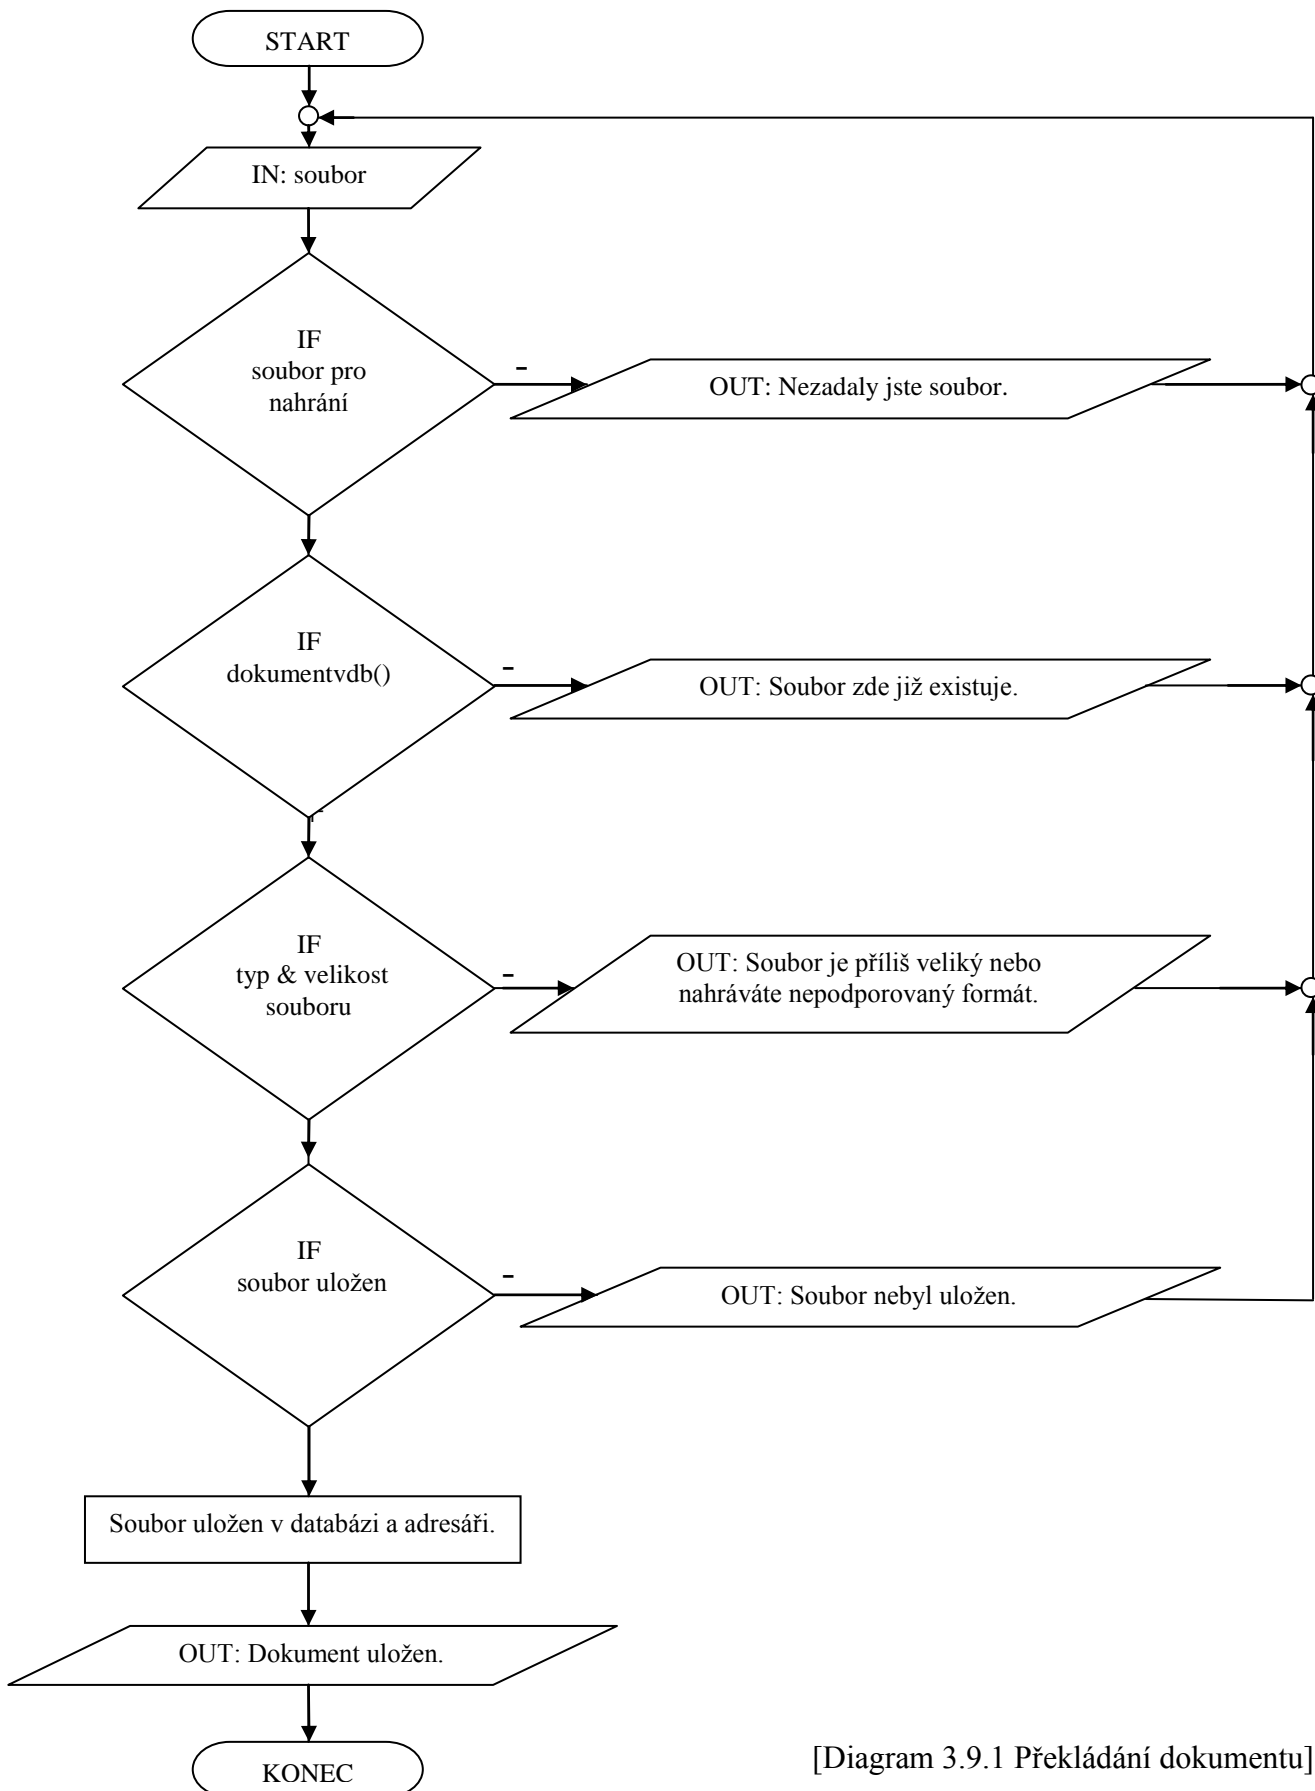 START
IN: soubor
IF
soubor pro
nahrání
-
OUT: Nezadaly jste soubor.
IF
dokumentvdb()
-
OUT: Soubor zde již existuje.
IF
typ & velikost
souboru
-
OUT: Soubor je příliš veliký nebo
nahráváte nepodporovaný formát.
IF
soubor uložen
-
OUT: Soubor nebyl uložen.
Soubor uložen v databázi a adresáři.
OUT: Dokument uložen.
KONEC
[Diagram 3.9.1 Překládání dokumentu]